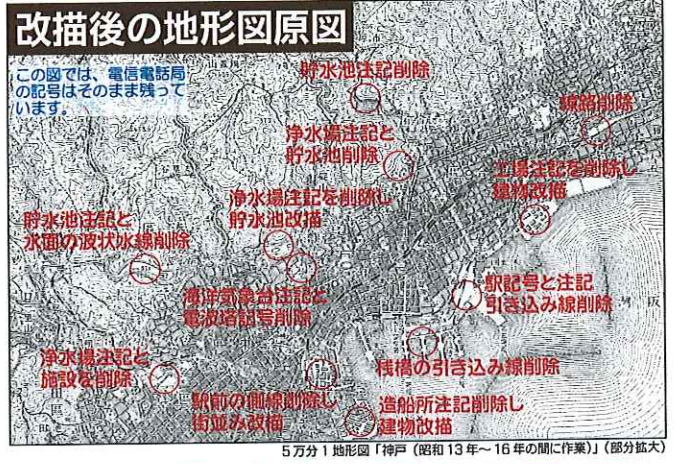 改描後の地形図原図
この図では、電信電話局
の記号はそのまま残って
います。
貯水池注記削除
線路削除
浄水場注記と
貯水池削除
工場注記を削除し
建物改描
浄水場注記を削除し
貯水池改描
貯水池注記と
水面の波状水線削除
海洋気象台注記と
電波塔記号削除
駅記号と注記
引き込み線削除
浄水場注記と
施設を削除
桟橋の引き込み線削除
駅前の側線削除し
街並み改描
造船所注記削除し
建物改描
5万分1地形図「神戸（昭和13年～16年の間に作業）」（部分拡大）